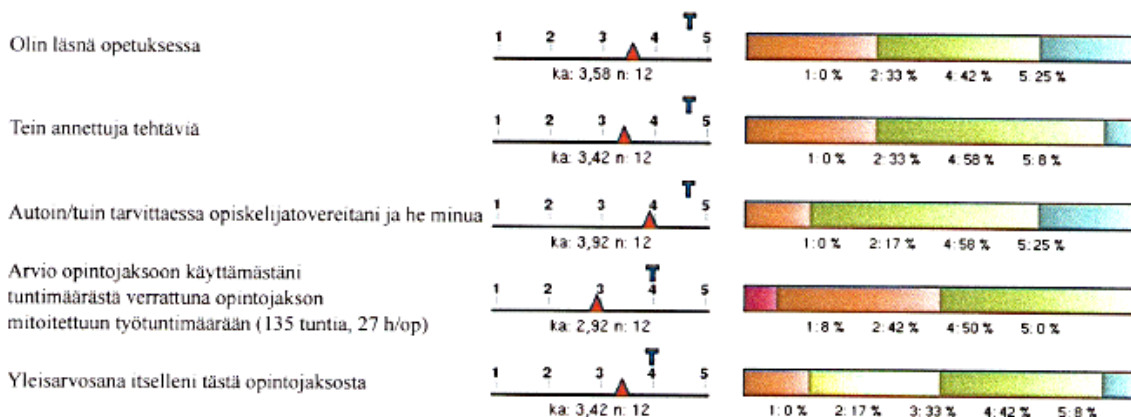 T
Olin läsnä opetuksessa
1 2 3 4 5
ka: 3,58 n: 12
1:0 % 2:33 % 4:42 % 5:25 %
T
Tein annettuja tehtäviä
1 2 3 4 5
ka: 3,42 n: 12
1:0 % 2:33 % 4:58 % 5:8 %
T
Autoin/tuin tarvittaessa opiskelijatovereitani ja he minua
1 2 3 4 5
ka: 3,92 n: 12
1:0 % 2:17 % 4:58 % 5:25 %
T
Arvio opintojaksoon käyttämästäni
tuntimäärästä verrattuna opintojakson
mitoitettuun työtuntimäärään (135 tuntia, 27 h/op)
1 2 3 4 5
ka: 2,92 n: 12
1:8 % 2:42 % 4:50 % 5:0 %
T
Yleisarvosana itselleni tästä opintojaksosta
1 2 3 4 5
ka: 3,42 n: 12
1:0 % 2:17 % 3:33 % 4:42 % 5:8 %